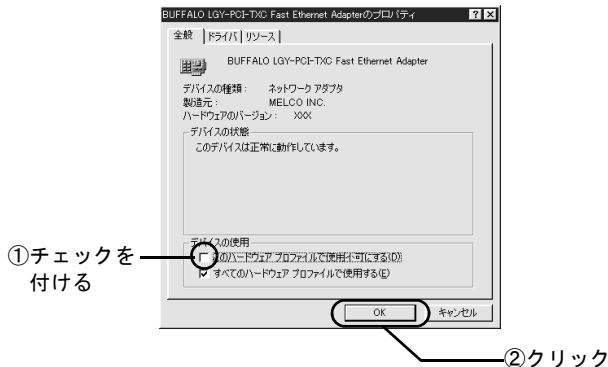 BUFFALO LGY-PCI-TXC Fast Ethernet Adapterのプロパティ
全般 ドライバ リソース
BUFFALO LGY-PCI-TXC Fast Ethernet Adapter
デバイスの種類： ネットワーク アダプタ
製造元： MELCO INC.
ハードウェアのバージョン： XXX
デバイスの状態
このデバイスは正常に動作しています。
デバイスの使用
このハードウェア プロファイルで使用不可にする(D)
すべてのハードウェア プロファイルで使用する(E)
①チェックを
付ける
OK キャンセル
②クリック